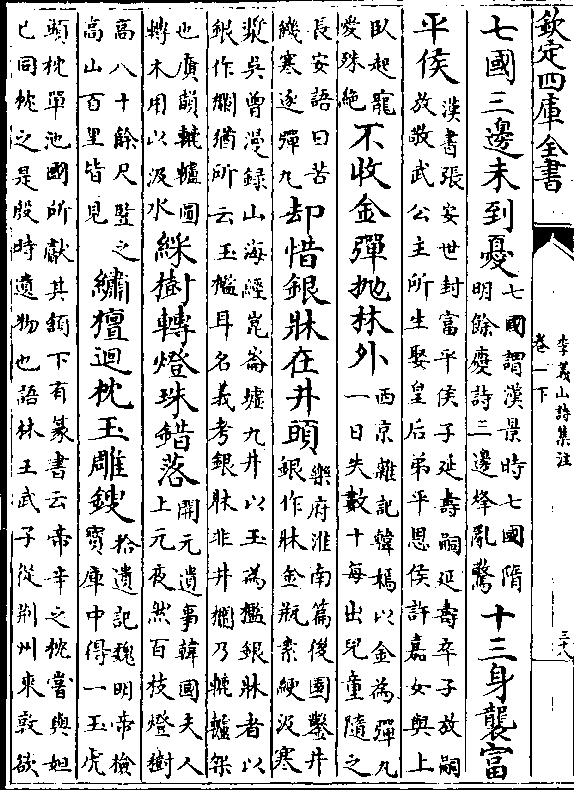 欽定四庫全書
李義山詩集注
卷一下
三十八
七國三邊未到憂
七國謂漢景時七國隋
明餘慶詩三邊烽亂驚
十三身襲富
平侯
漢書張安世封富平侯子延壽嗣延壽卒子放嗣
放敬武公主所生娶皇后弟平恩侯許嘉女與上
臥起寵
愛殊絶
不收金彈抛林外
西京雜記韓嫣以金為彈丸
一日失數十每出兒童隨之
長安語曰苦
饑寒逐彈丸
却惜銀牀在井頭
樂府淮南篇後園鑿井
銀作牀金瓶素綆汲寒
漿吳曾漫録山海經崑崙墟九井以玉為檻銀牀者以
銀作欄猶所云玉檻耳名義考銀牀非井欄乃轆轤架
也廣韻轆轤圓
轉木用以汲水
綵樹轉燈珠錯落
開元遺事韓國夫人
上元夜然百枝燈樹
高八十餘尺豎之
高山百里皆見
繡檀迴枕玉雕鎪
拾遺記魏明帝檢
寶庫中得一玉虎
頭枕單池國所獻其頷下有篆書云帝辛之枕嘗與妲
已同枕之是殷時遺物也語林王武子從荆州來敦欲